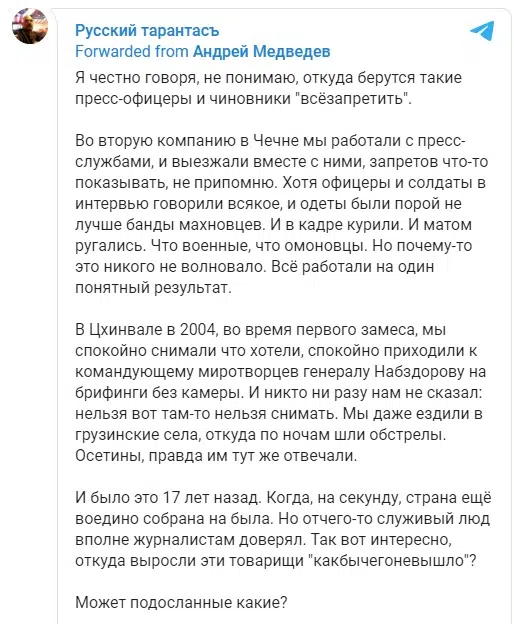 Русский тарантасъ
Forwarded from Андрей Медведев
Я честно говоря, не понимаю, откуда берутся такие
пресс-офицеры и чиновники "всёзапретить".
Во вторую компанию в Чечне мы работали с пресс-
службами, и выезжали вместе с ними, запретов что-то
показывать, не припомню. Хотя офицеры и солдаты в
интервью говорили всякое, и одеты были порой не
лучше банды махновцев. И в кадре курили. И матом
ругались. Что военные, что омоновцы. Но почему-то
это никого не волновало. Всё работали на один
понятный результат.
В Цхинвале в 2004, во время первого замеса, мы
спокойно снимали что хотели, спокойно приходили к
командующему миротворцев генералу Набздорову на
брифинги без камеры. И никто ни разу нам не сказал:
нельзя вот там-то нельзя снимать. Мы даже ездили в
грузинские села, откуда по ночам шли обстрелы.
Осетины, правда им тут же отвечали.
И было это 17 лет назад. Когда, на секунду, страна ещё
воедино собрана на была. Но отчего-то служивый люд
вполне журналистам доверял. Так вот интересно,
откуда выросли эти товарищи "какбычегоневышло"?
Может подосланные какие?